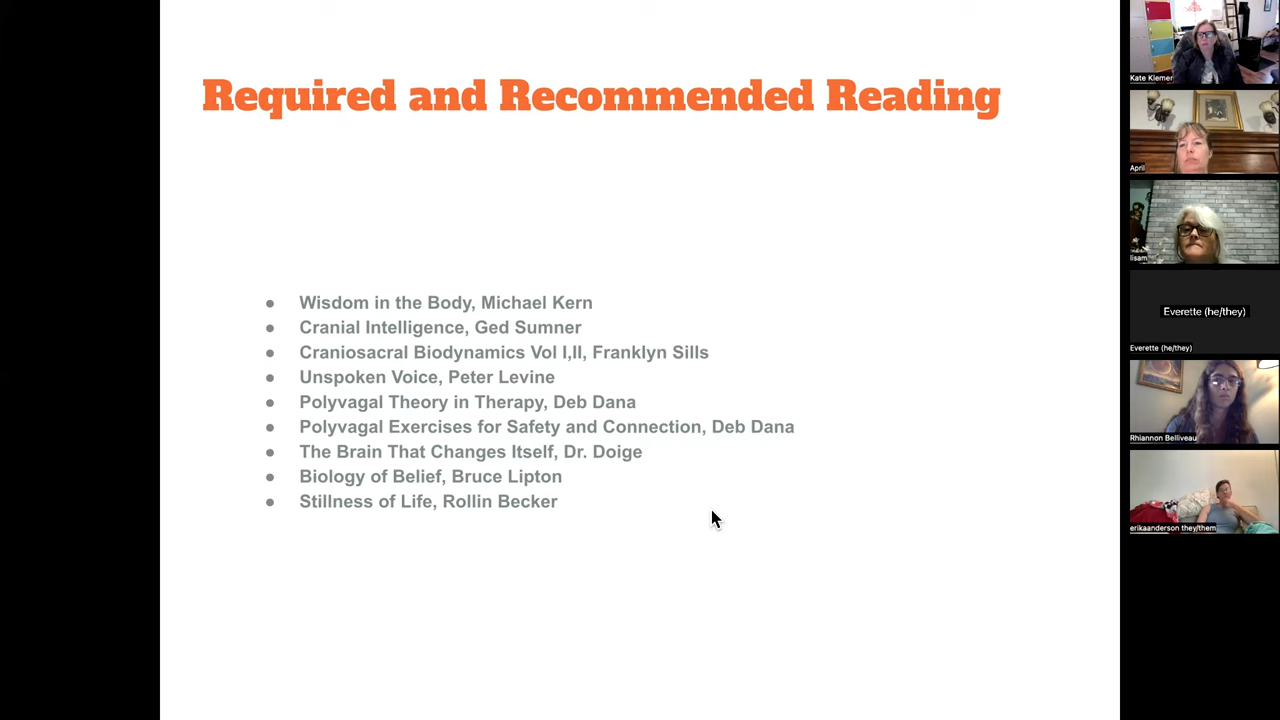 Required and Recommended Reading
● Wisdom in the Body, Michael Kern
● Cranial Intelligence, Ged Sumner
● Craniosacral Biodynamics Vol I,II, Franklyn Sills
● Unspoken Voice, Peter Levine
● Polyvagal Theory in Therapy, Deb Dana
● Polyvagal Exercises for Safety and Connection, Deb Dana
● The Brain That Changes Itself, Dr. Doige
● Biology of Belief, Bruce Lipton
● Stillness of Life, Rollin Becker
Kate Klemer
April
lisam
Everette (he/they)
Everette (he/they)
Rhiannon Belliveau
erikaanderson they/them